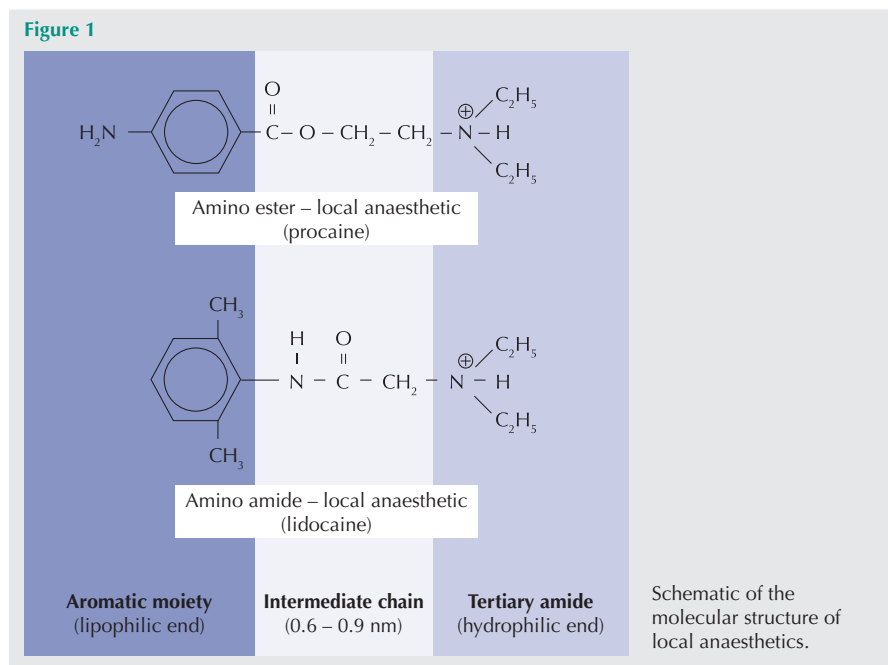 Figure 1
O
C₂H₅
H₂N C – O – CH₂ – CH₂ – N – H
⊕
C₂H₅
Amino ester – local anaesthetic
(procaine)
CH₃
H O C₂H₅
N – C – CH₂ – N – H
⊕
C₂H₅
CH₃
Amino amide – local anaesthetic
(lidocaine)
Aromatic moiety
(lipophilic end)
Intermediate chain
(0.6 – 0.9 nm)
Tertiary amide
(hydrophilic end)
Schematic of the
molecular structure of
local anaesthetics.